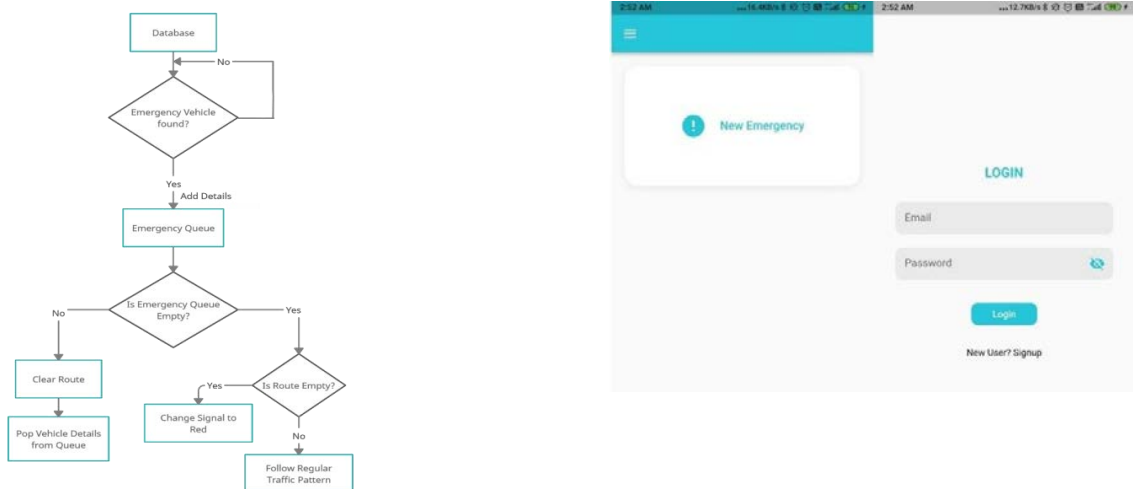 Database
No
Emergency Vehicle
found?
Yes
Add Details
Emergency Queue
Is Emergency Queue
Empty?
No
Yes
Clear Route
Is Route Empty?
Yes
Change Signal to
Red
Pop Vehicle Details
from Queue
No
Follow Regular
Traffic Pattern
2:52 AM
New Emergency
2:52 AM
12.7KB/s
LOGIN
Email
Password
Login
New User? Signup